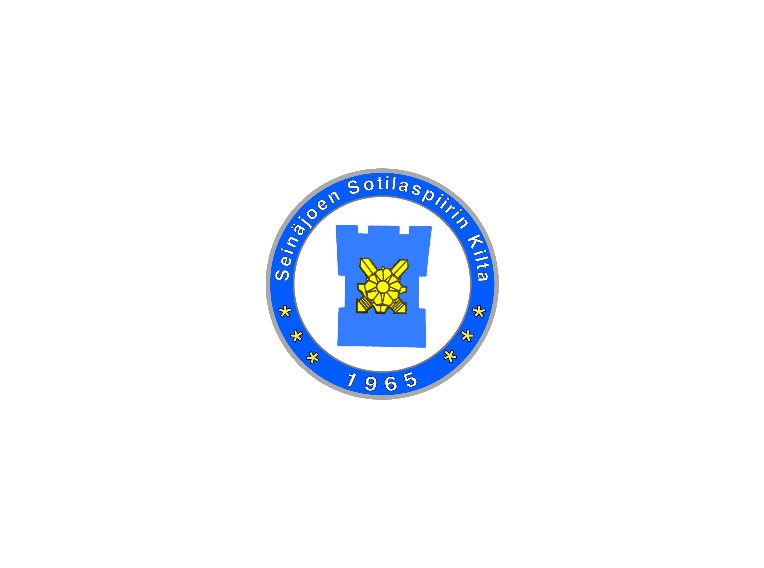 Seinäjoen Sotilaspiirin Kilta
* * * 1965 * * *